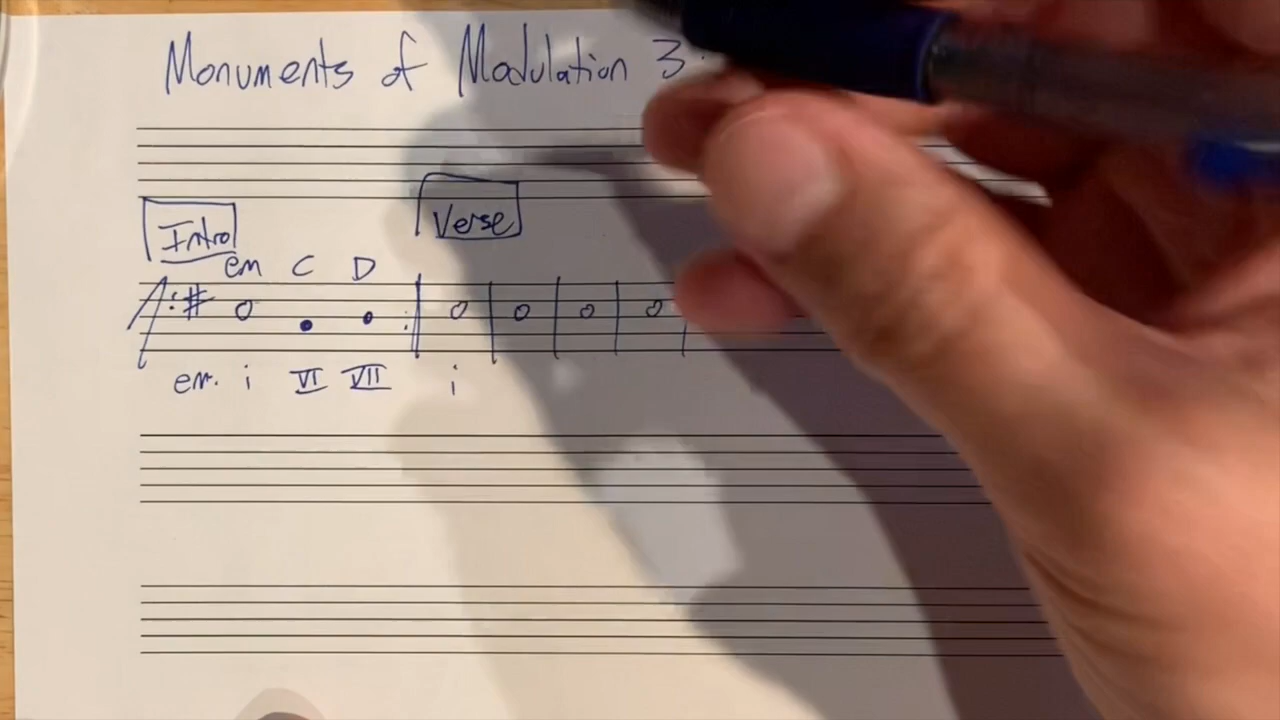 Monuments of Modulation 3
Intro
Verse
em C D
em. i VI VII i